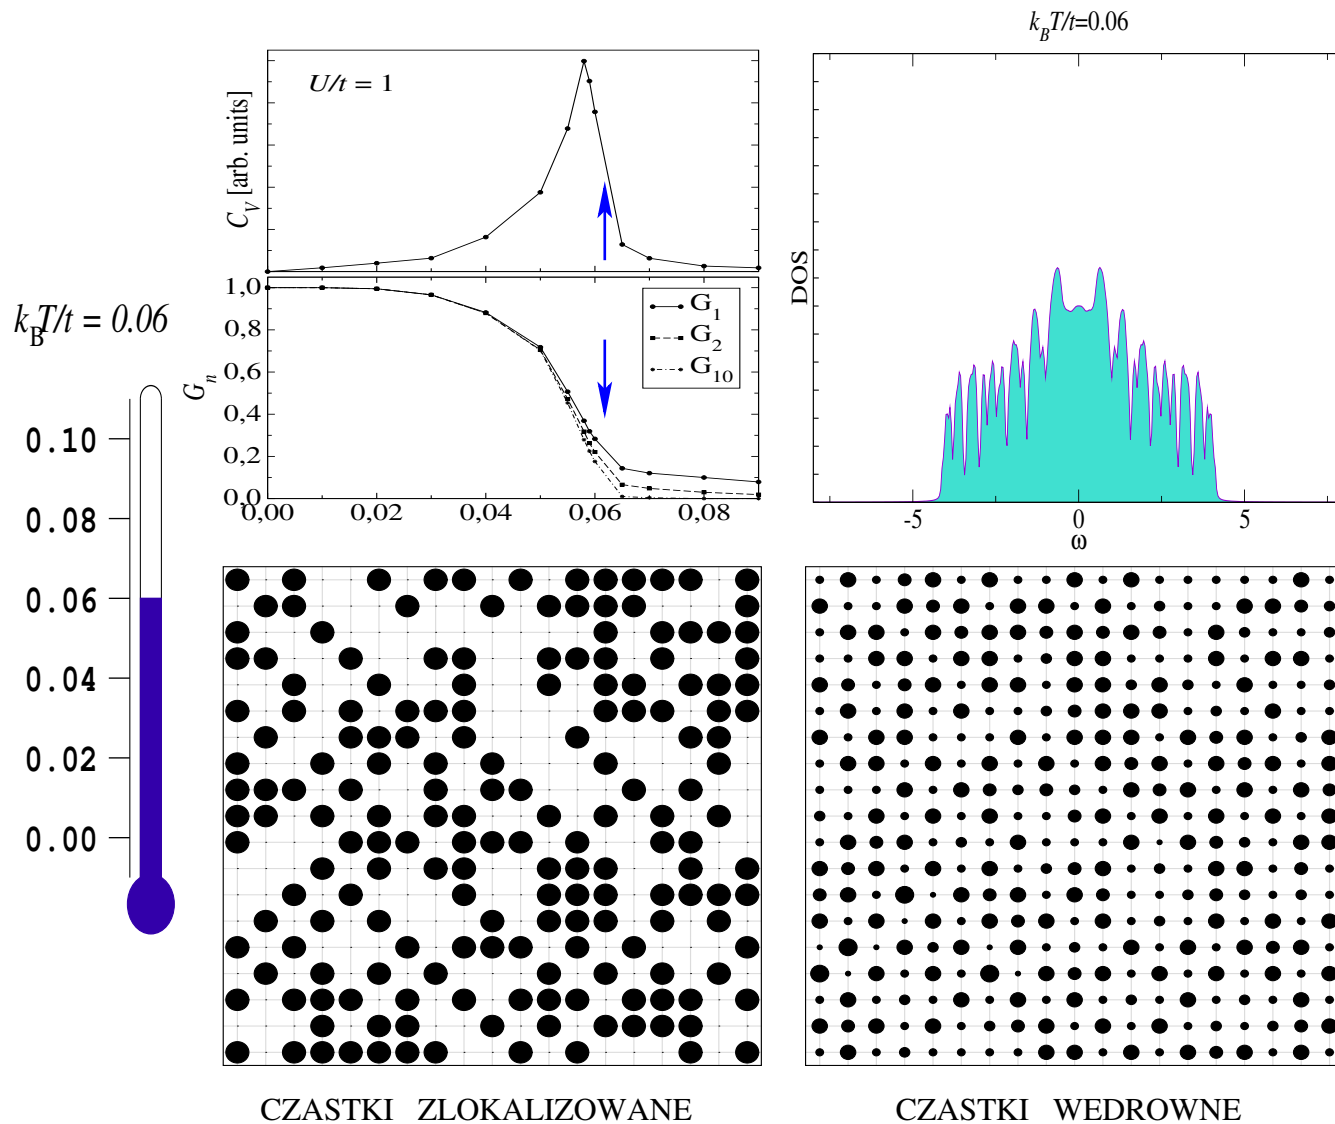 k_BT/t=0.06
U/t = 1
C_V [arb. units]
DOS
1,0
0,8
0,6
0,4
0,2
0,0
G_n
G_1
G_2
G_10
0,00 0,02 0,04 0,06 0,08
-5 0 5
ω
k_BT/t = 0.06
0.10
0.08
0.06
0.04
0.02
0.00
CZASTKI ZLOKALIZOWANE
CZASTKI WEDROWNE